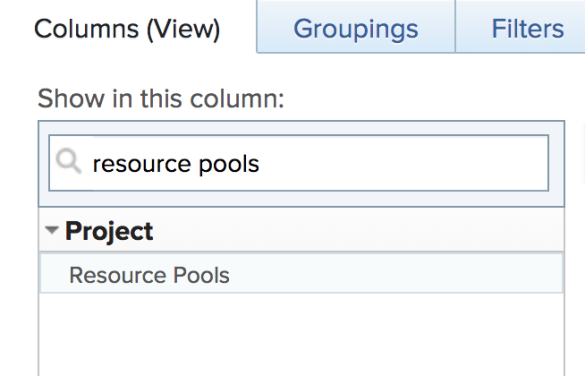 Columns (View) Groupings Filters
Show in this column:
resource pools
Project
Resource Pools